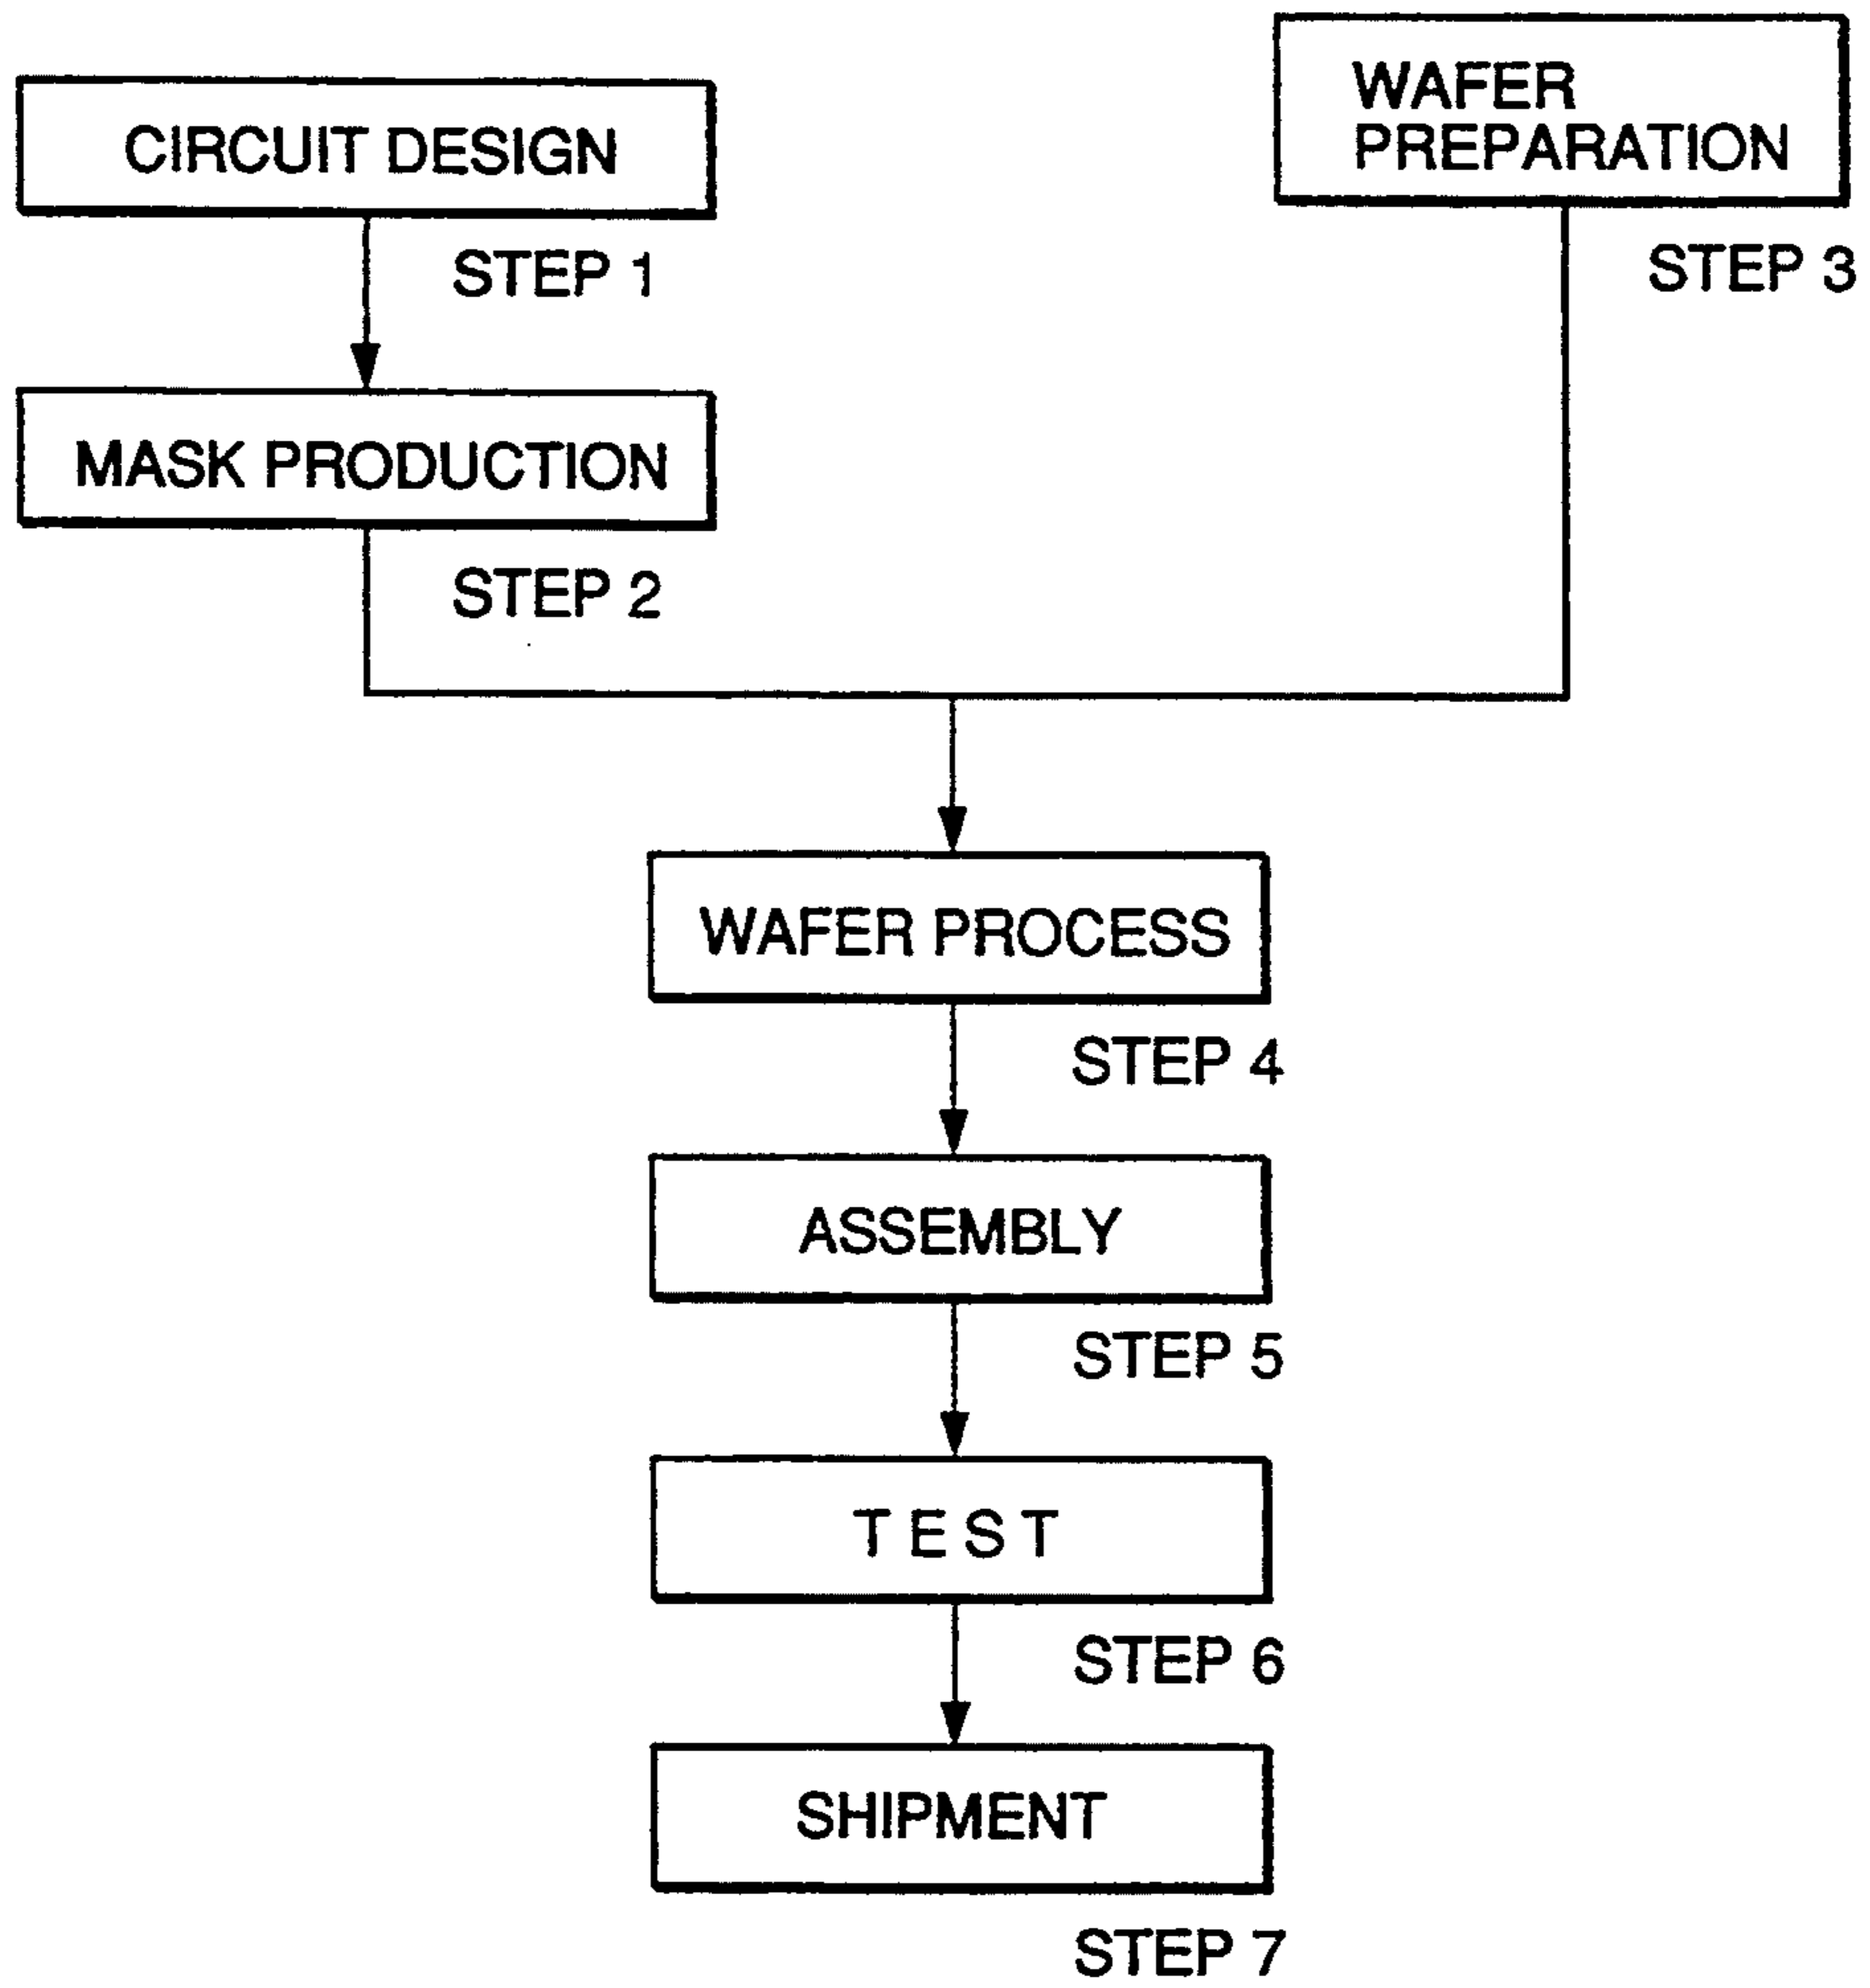 CIRCUIT DESIGN
STEP 1
MASK PRODUCTION
STEP 2
WAFER
PREPARATION
STEP 3
WAFER PROCESS
STEP 4
ASSEMBLY
STEP 5
TEST
STEP 6
SHIPMENT
STEP 7